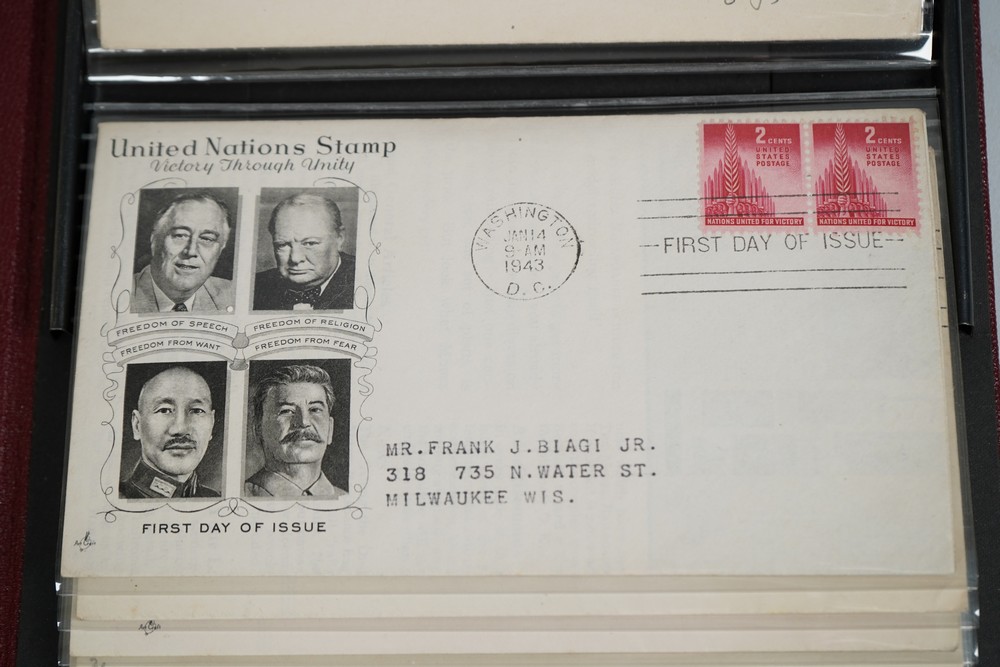 United Nations Stamp
Victory Through Unity
FREEDOM OF SPEECH
FREEDOM OF RELIGION
FREEDOM FROM WANT
FREEDOM FROM FEAR
FIRST DAY OF ISSUE
WASHINGTON
JAN 14
9-AM
1943
D. C.
2 CENTS
UNITED
STATES
POSTAGE
NATIONS UNITED FOR VICTORY
2 CENTS
UNITED
STATES
POSTAGE
NATIONS UNITED FOR VICTORY
—FIRST DAY OF ISSUE--
MR.FRANK J.BIAGI JR.
318  735 N.WATER ST.
MILWAUKEE WIS.